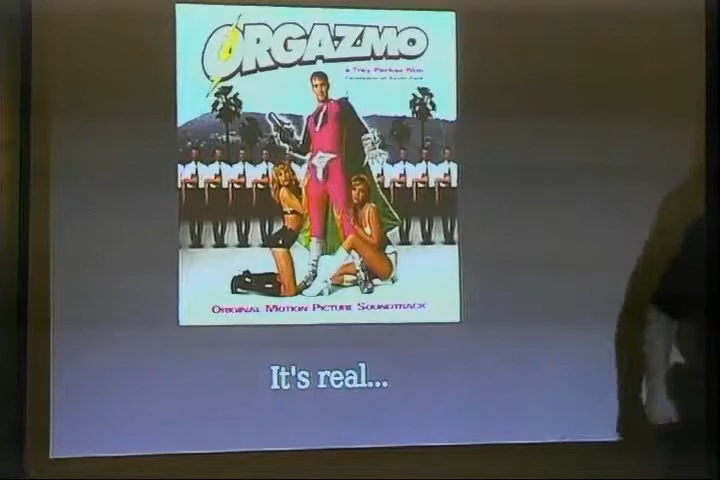 ORGAZMO
a Trey Parker film
ORIGINAL MOTION PICTURE SOUNDTRACK
It's real...